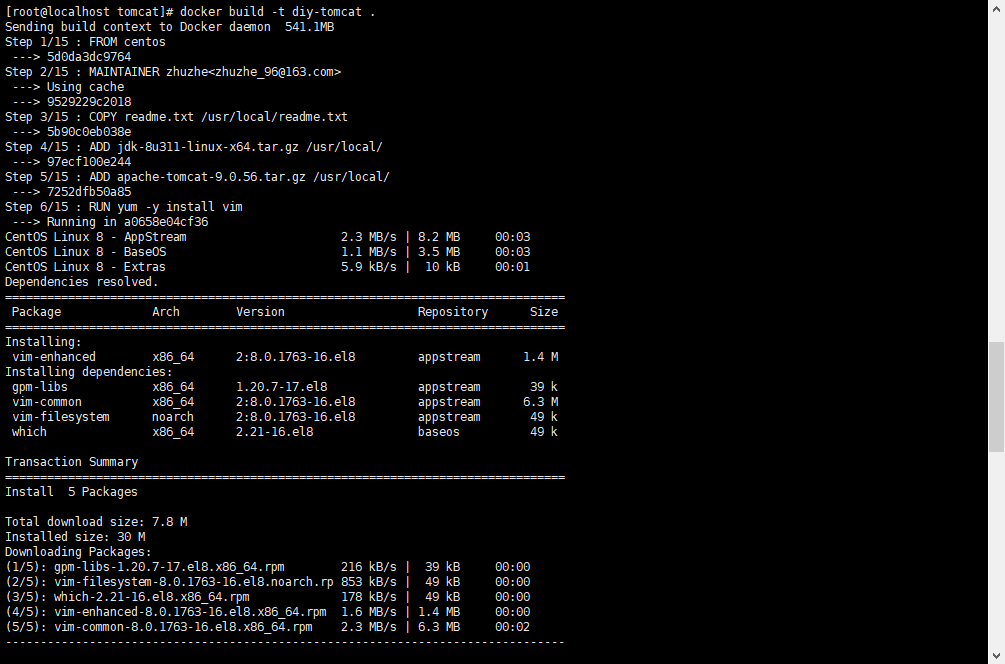 [root@localhost tomcat]# docker build -t diy-tomcat .
Sending build context to Docker daemon  541.1MB
Step 1/15 : FROM centos
 ---> 5d0da3dc9764
Step 2/15 : MAINTAINER zhuzhe<zhuzhe_96@163.com>
 ---> Using cache
 ---> 9529229c2018
Step 3/15 : COPY readme.txt /usr/local/readme.txt
 ---> 5b90c0eb038e
Step 4/15 : ADD jdk-8u311-linux-x64.tar.gz /usr/local/
 ---> 97ecf100e244
Step 5/15 : ADD apache-tomcat-9.0.56.tar.gz /usr/local/
 ---> 7252dfb50a85
Step 6/15 : RUN yum -y install vim
 ---> Running in a0658e04cf36
CentOS Linux 8 - AppStream                      2.3 MB/s | 8.2 MB     00:03
CentOS Linux 8 - BaseOS                         1.1 MB/s | 3.5 MB     00:03
CentOS Linux 8 - Extras                         5.9 kB/s |  10 kB     00:01
Dependencies resolved.
================================================================================
 Package             Arch        Version                   Repository      Size
================================================================================
Installing:
 vim-enhanced        x86_64      2:8.0.1763-16.el8         appstream      1.4 M
Installing dependencies:
 gpm-libs            x86_64      1.20.7-17.el8             appstream       39 k
 vim-common          x86_64      2:8.0.1763-16.el8         appstream      6.3 M
 vim-filesystem      noarch      2:8.0.1763-16.el8         appstream       49 k
 which               x86_64      2.21-16.el8               baseos          49 k

Transaction Summary
================================================================================
Install  5 Packages

Total download size: 7.8 M
Installed size: 30 M
Downloading Packages:
(1/5): gpm-libs-1.20.7-17.el8.x86_64.rpm        216 kB/s |  39 kB     00:00
(2/5): vim-filesystem-8.0.1763-16.el8.noarch.rp 853 kB/s |  49 kB     00:00
(3/5): which-2.21-16.el8.x86_64.rpm             178 kB/s |  49 kB     00:00
(4/5): vim-enhanced-8.0.1763-16.el8.x86_64.rpm  1.6 MB/s | 1.4 MB     00:00
(5/5): vim-common-8.0.1763-16.el8.x86_64.rpm    2.3 MB/s | 6.3 MB     00:02
--------------------------------------------------------------------------------